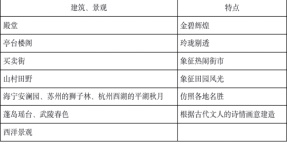 建筑、景观 特点
殿堂 金碧辉煌
亭台楼阁 玲珑剔透
买卖街 象征热闹街市
山村田野 象征田园风光
海宁安澜园、苏州的狮子林、杭州西湖的平湖秋月 仿照各地名胜
蓬岛瑶台、武陵春色 根据古代文人的诗情画意建造
西洋景观